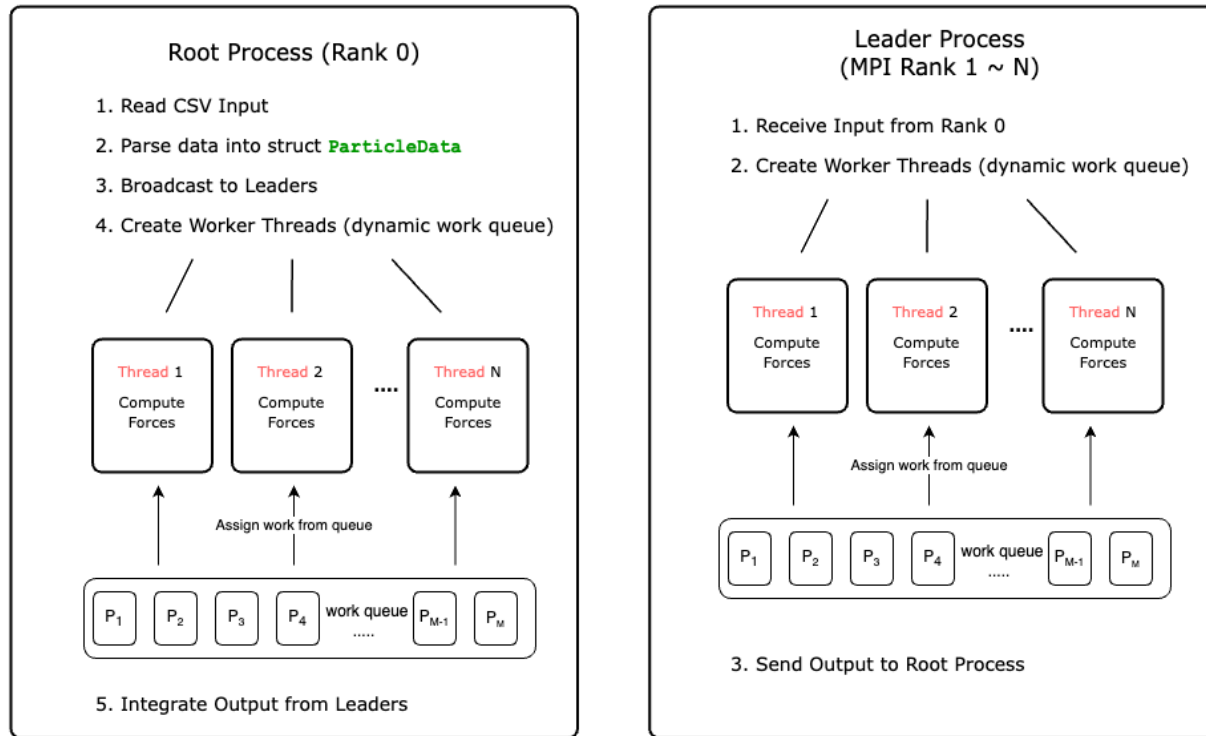 Root Process (Rank 0)
1. Read CSV Input
2. Parse data into struct ParticleData
3. Broadcast to Leaders
4. Create Worker Threads (dynamic work queue)
Thread 1
Compute
Forces
Thread 2
Compute
Forces
....
Thread N
Compute
Forces
Assign work from queue
P1
P2
P3
P4
work queue
.....
PM-1
PM
5. Integrate Output from Leaders
Leader Process
(MPI Rank 1 ~ N)
1. Receive Input from Rank 0
2. Create Worker Threads (dynamic work queue)
Thread 1
Compute
Forces
Thread 2
Compute
Forces
....
Thread N
Compute
Forces
Assign work from queue
P1
P2
P3
P4
work queue
.....
PM-1
PM
3. Send Output to Root Process